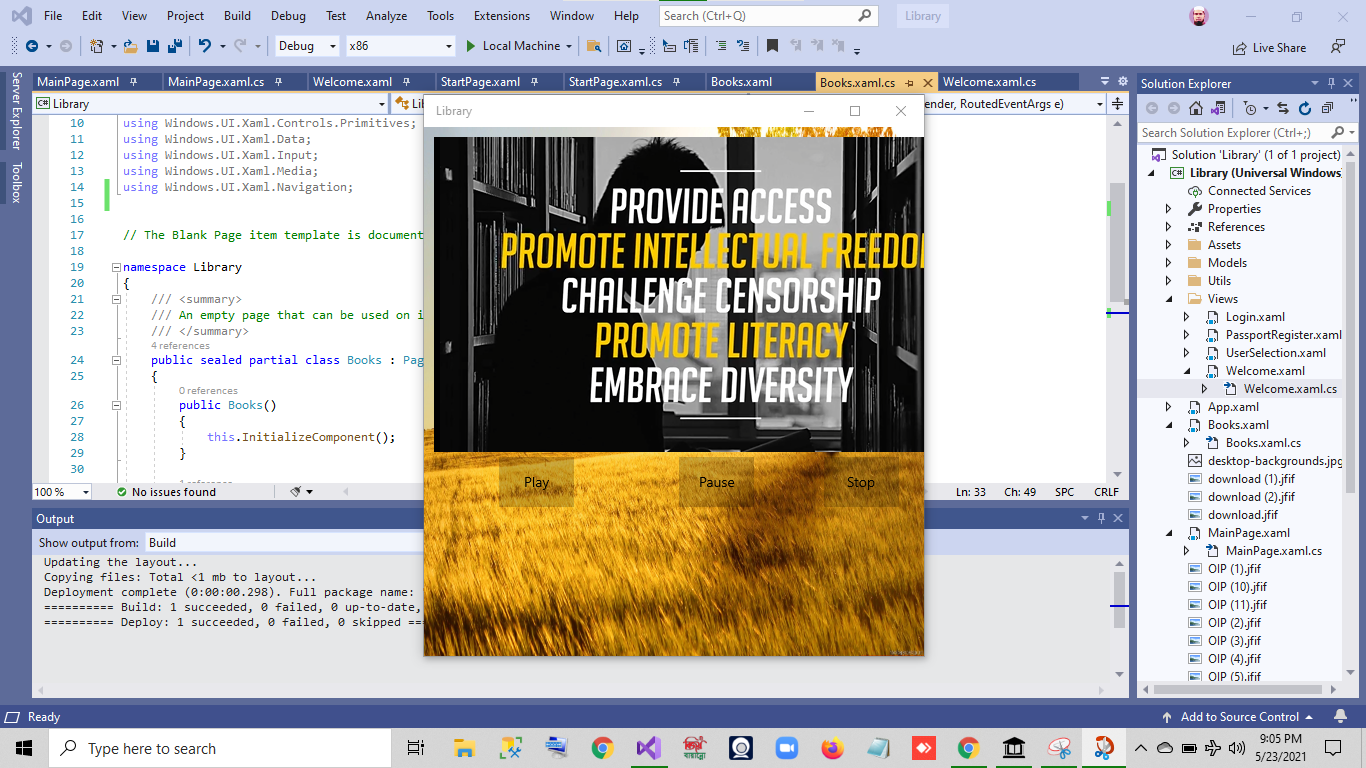 File Edit View Project Build Debug Test Analyze Tools Extensions Window Help Search (Ctrl+Q) Library
Debug x86 Local Machine Live Share
Server Explorer
Toolbox
MainPage.xaml MainPage.xaml.cs Welcome.xaml StartPage.xaml StartPage.xaml.cs Books.xaml Books.xaml.cs Welcome.xaml.cs
C# Library ender, RoutedEventArgs e)
10 using Windows.UI.Xaml.Controls.Primitives;
11 using Windows.UI.Xaml.Data;
12 using Windows.UI.Xaml.Input;
13 using Windows.UI.Xaml.Media;
14 using Windows.UI.Xaml.Navigation;
15
16
17 // The Blank Page item template is document
18
19 namespace Library
20 {
21 /// <summary>
22 /// An empty page that can be used on i
23 /// </summary>
4 references
24 public sealed partial class Books : Pag
25 {
0 references
26 public Books()
27 {
28 this.InitializeComponent();
29 }
30
100 % No issues found Ln: 33 Ch: 49 SPC CRLF
Library
PROVIDE ACCESS
PROMOTE INTELLECTUAL FREEDO
CHALLENGE CENSORSHIP
PROMOTE LITERACY
EMBRACE DIVERSITY
Play Pause Stop
Output
Show output from: Build
Updating the layout...
Copying files: Total <1 mb to layout...
Deployment complete (0:00:00.298). Full package name:
========== Build: 1 succeeded, 0 failed, 0 up-to-date,
========== Deploy: 1 succeeded, 0 failed, 0 skipped ==
Solution Explorer
Search Solution Explorer (Ctrl+;)
Solution 'Library' (1 of 1 project)
C# Library (Universal Windows
Connected Services
Properties
References
Assets
Models
Utils
Views
Login.xaml
PassportRegister.xaml
UserSelection.xaml
Welcome.xaml
Welcome.xaml.cs
App.xaml
Books.xaml
Books.xaml.cs
desktop-backgrounds.jpg
download (1).jfif
download (2).jfif
download.jfif
MainPage.xaml
MainPage.xaml.cs
OIP (1).jfif
OIP (10).jfif
OIP (11).jfif
OIP (2).jfif
OIP (3).jfif
OIP (4).jfif
OIP (5).jfif
Ready Add to Source Control
Type here to search
9:05 PM
5/23/2021